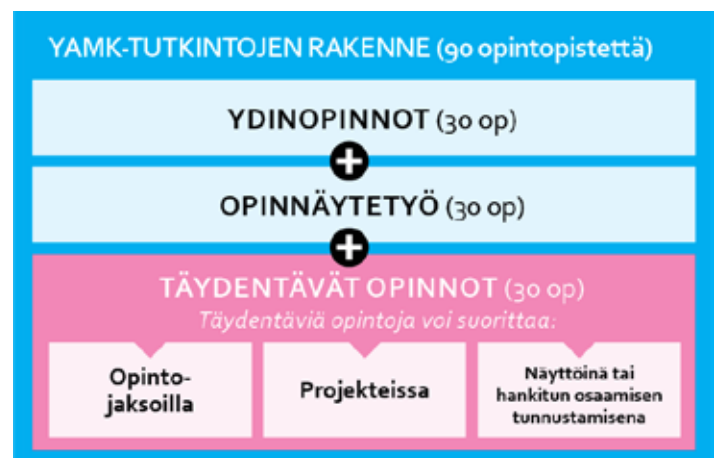 YAMK-TUTKINTOJEN RAKENNE (90 opintopistettä)
YDINOPINNOT (30 op)
+
OPINNÄYTETYÖ (30 op)
+
TÄYDENTÄVÄT OPINNOT (30 op)
Täydentäviä opintoja voi suorittaa:
Opinto-
jaksoilla
Projekteissa
Näyttöinä tai
hankitun osaamisen
tunnustamisena